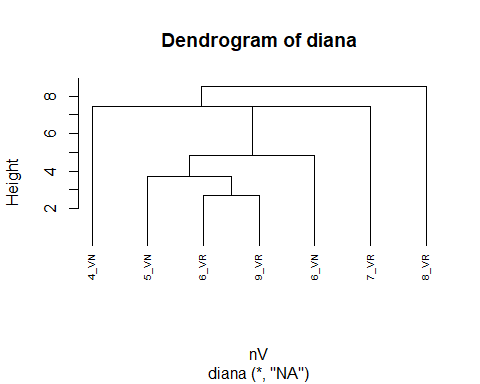 Dendrogram of diana
Height
8
6
4
2
4_VN
5_VN
6_VR
9_VR
6_VN
7_VR
8_VR
nV
diana (*, "NA")